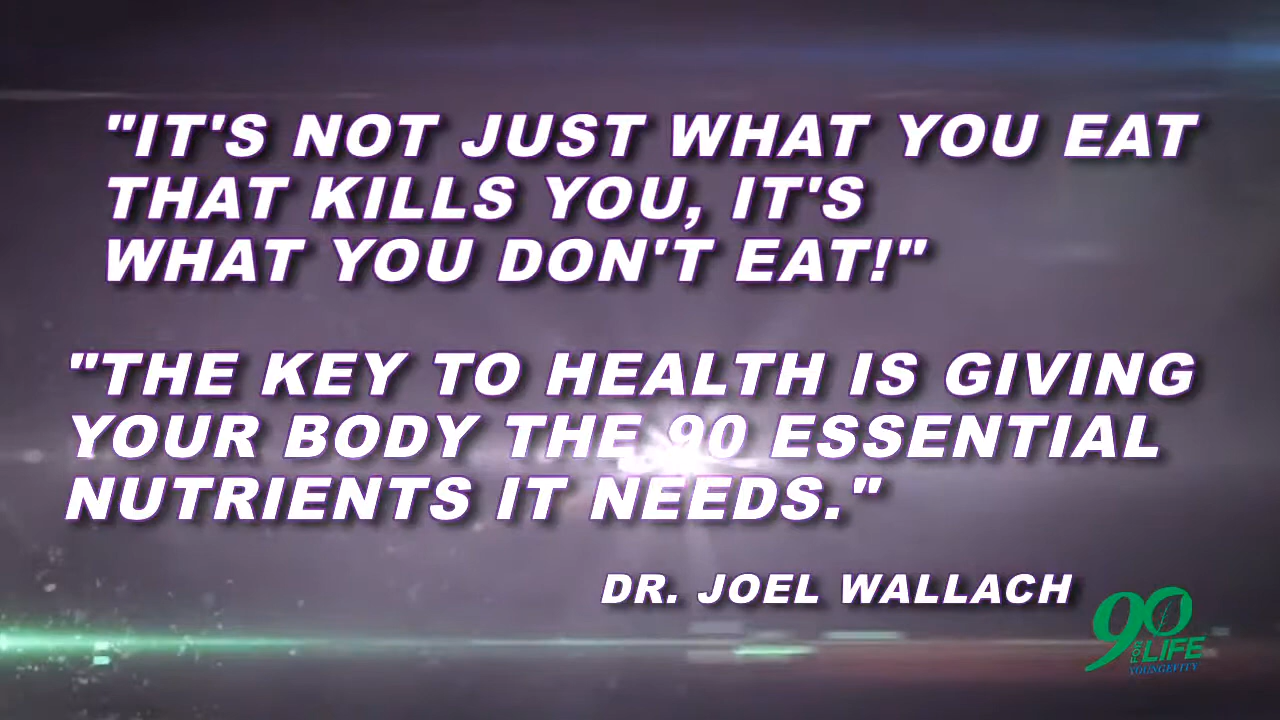 "IT'S NOT JUST WHAT YOU EAT
THAT KILLS YOU, IT'S
WHAT YOU DON'T EAT!"
"THE KEY TO HEALTH IS GIVING
YOUR BODY THE 90 ESSENTIAL
NUTRIENTS IT NEEDS."
DR. JOEL WALLACH
90
FOR LIFE
YOUNGEVITY